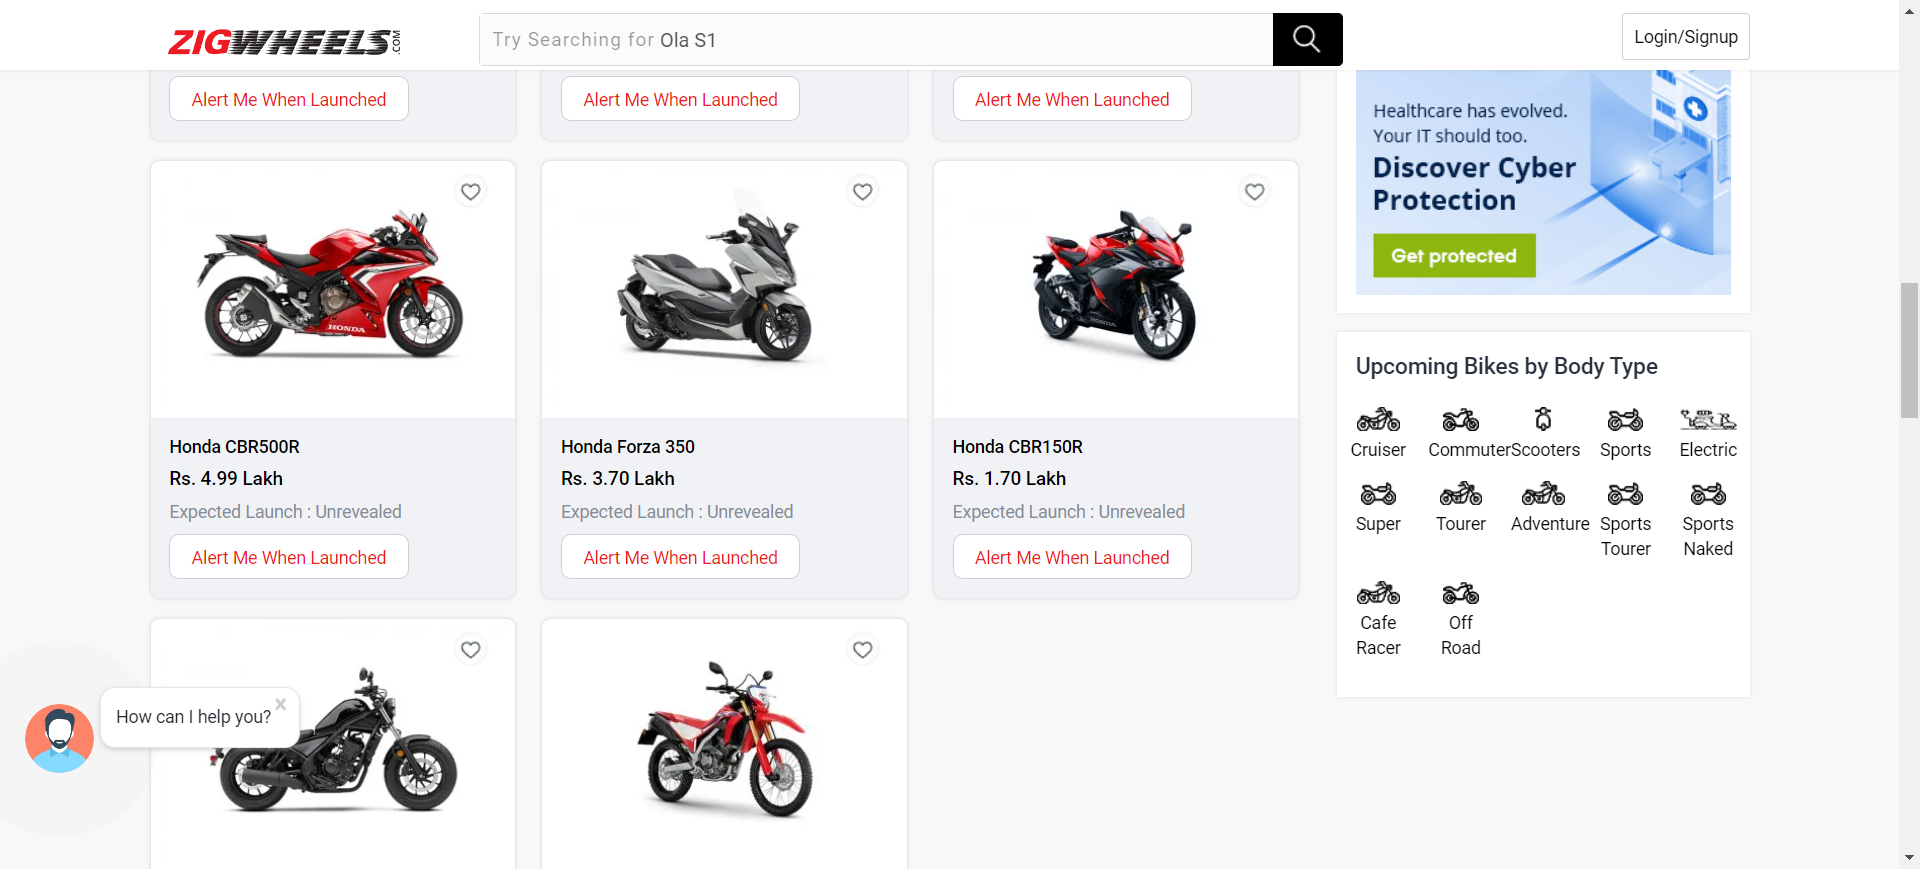 ZIGWHEELS.COM
Try Searching for Ola S1
Login/Signup
Alert Me When Launched
Alert Me When Launched
Alert Me When Launched
Healthcare has evolved.
Your IT should too.
Discover Cyber
Protection
Get protected
HONDA
HONDA
Honda CBR500R
Rs. 4.99 Lakh
Expected Launch : Unrevealed
Alert Me When Launched
Honda Forza 350
Rs. 3.70 Lakh
Expected Launch : Unrevealed
Alert Me When Launched
Honda CBR150R
Rs. 1.70 Lakh
Expected Launch : Unrevealed
Alert Me When Launched
Upcoming Bikes by Body Type
Cruiser
Commuter
Scooters
Sports
Electric
Super
Tourer
Adventure
Sports
Tourer
Sports
Naked
Cafe
Racer
Off
Road
How can I help you?
×